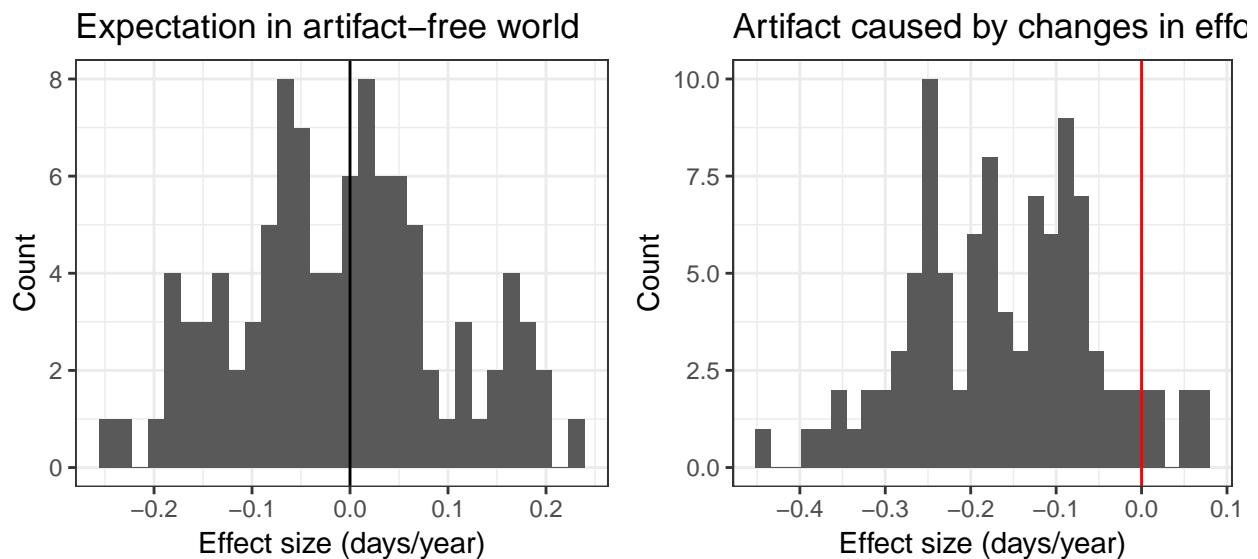 Expectation in artifact−free world
8
6
4
2
0
Count
−0.2 −0.1 0.0 0.1 0.2
Effect size (days/year)
Artifact caused by changes in effo
10.0
7.5
5.0
2.5
0.0
Count
−0.4 −0.3 −0.2 −0.1 0.0 0.1
Effect size (days/year)